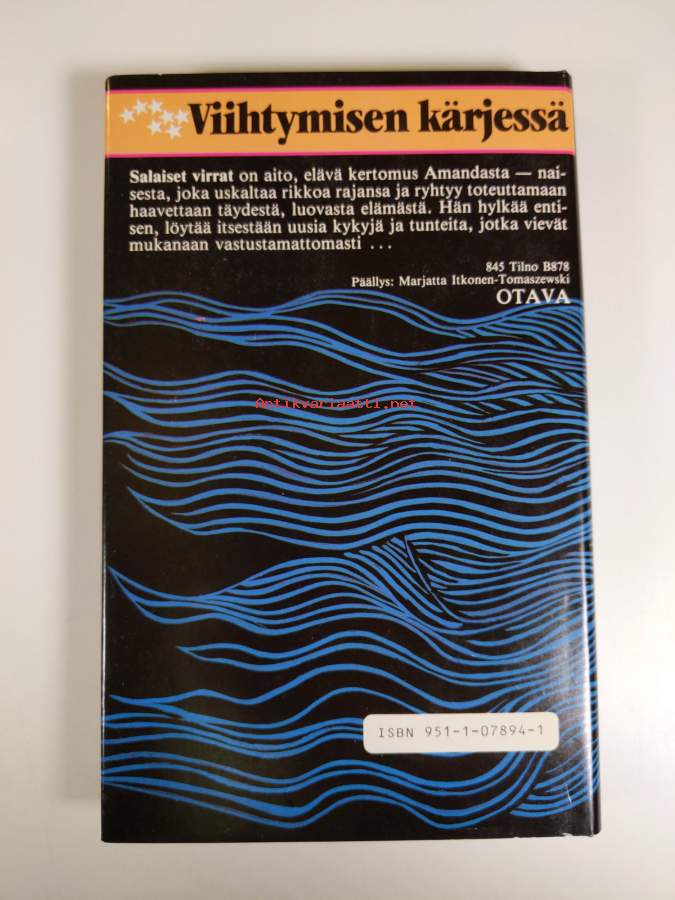 Viihtymisen kärjessä
Salaiset virrat on aito, elävä kertomus Amandasta — nai-
sesta, joka uskaltaa rikkoa rajansa ja ryhtyy toteuttamaan
haavettaan täydestä, luovasta elämästä. Hän hylkää enti-
sen, löytää itsestään uusia kykyjä ja tunteita, jotka vievät
mukanaan vastustamattomasti ...
845 Tilno B878
Päällys: Marjatta Itkonen-Tomaszewski
OTAVA
Antikvariaatti.net
ISBN 951-1-07894-1